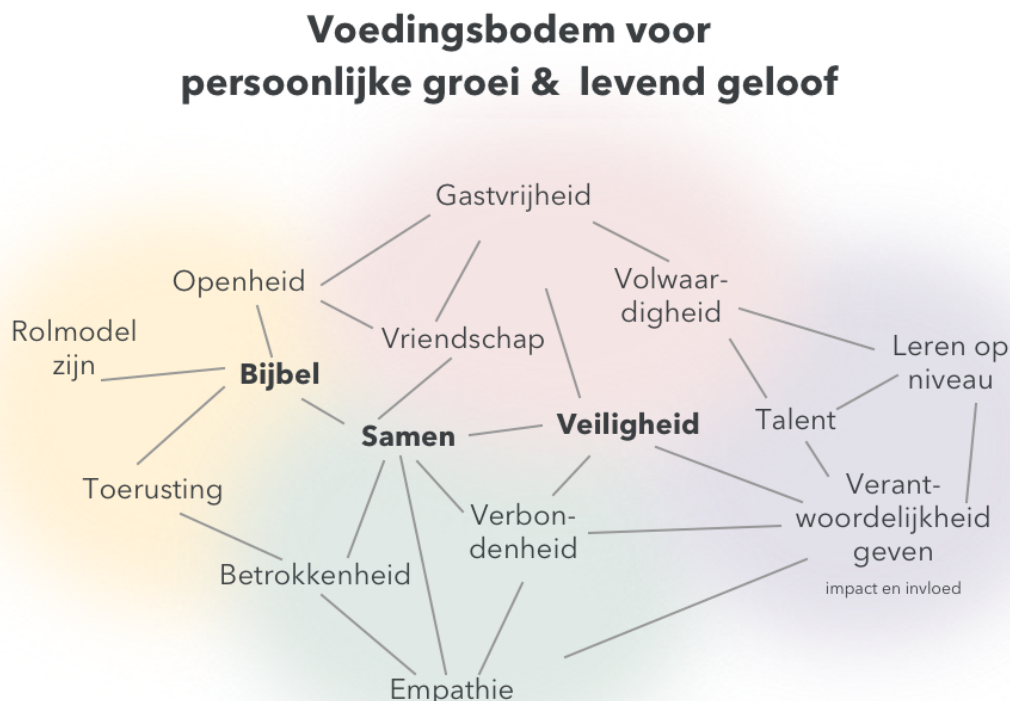 Voedingsbodem voor
persoonlijke groei & levend geloof
Gastvrijheid
Openheid
Volwaar-
digheid
Rolmodel
zijn
Vriendschap
Leren op
niveau
Bijbel
Samen
Veiligheid
Talent
Toerusting
Verbon-
denheid
Verant-
woordelijkheid
geven
impact en invloed
Betrokkenheid
Empathie